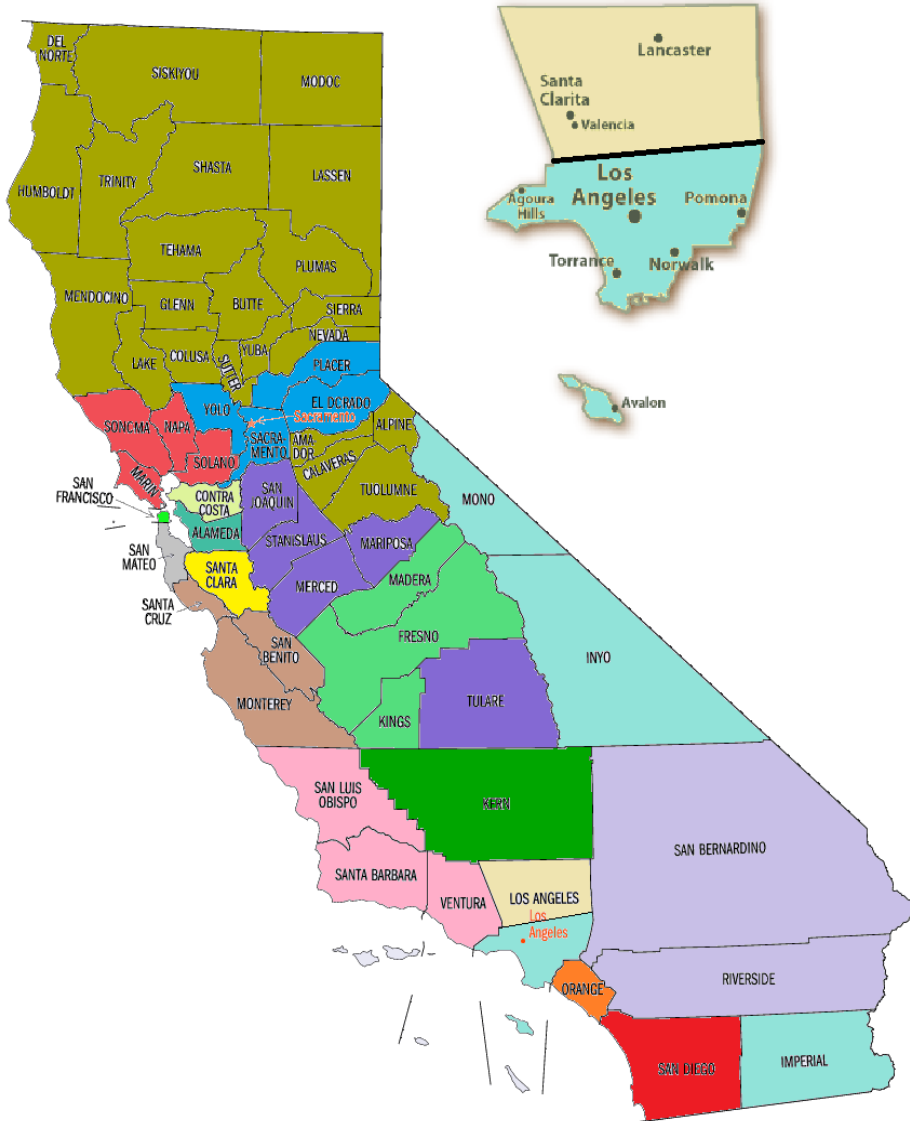 DEL
NORTE
SISKIYOU
MODOC
HUMBOLDT
TRINITY
SHASTA
LASSEN
TEHAMA
PLUMAS
MENDOCINO
GLENN
BUTTE
SIERRA
NEVADA
YUBA
COLUSA
LAKE
SUTTER
PLACER
YOLO
EL DORADO
Sacramento
ALPINE
SONOMA
NAPA
SACRA-
MENTO
AMA
DOR
SOLANO
CALAVERAS
MARIN
SAN
FRANCISCO
CONTRA
COSTA
SAN
JOAQUIN
TUOLUMNE
MONO
ALAMEDA
STANISLAUS
MARIPOSA
SAN
MATEO
SANTA
CLARA
MERCED
MADERA
SANTA
CRUZ
FRESNO
SAN
BENITO
INYO
MONTEREY
KINGS
TULARE
SAN LUIS
OBISPO
KERN
SAN BERNARDINO
SANTA BARBARA
VENTURA
LOS ANGELES
Los
Angeles
RIVERSIDE
ORANGE
SAN DIEGO
IMPERIAL
Lancaster
Santa
Clarita
Valencia
Los
Angeles
Agoura
Hills
Pomona
Torrance
Norwalk
Avalon